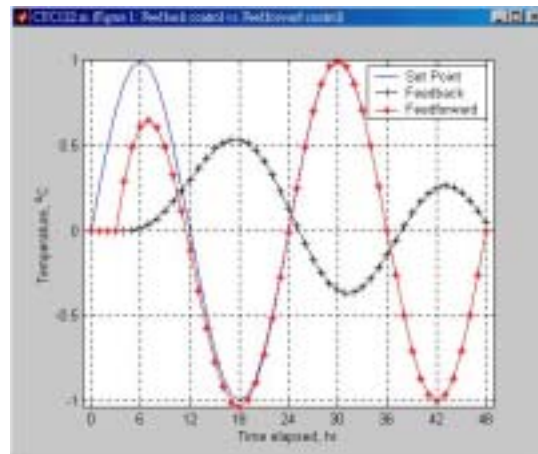 (Figure 1: Feedback control vs. Feedforward control)
Set Point
Feedback
Feedforward
1
0.5
0
-0.5
-1
Temperature, °C
0 6 12 18 24 30 36 42 48
Time elapsed, hr